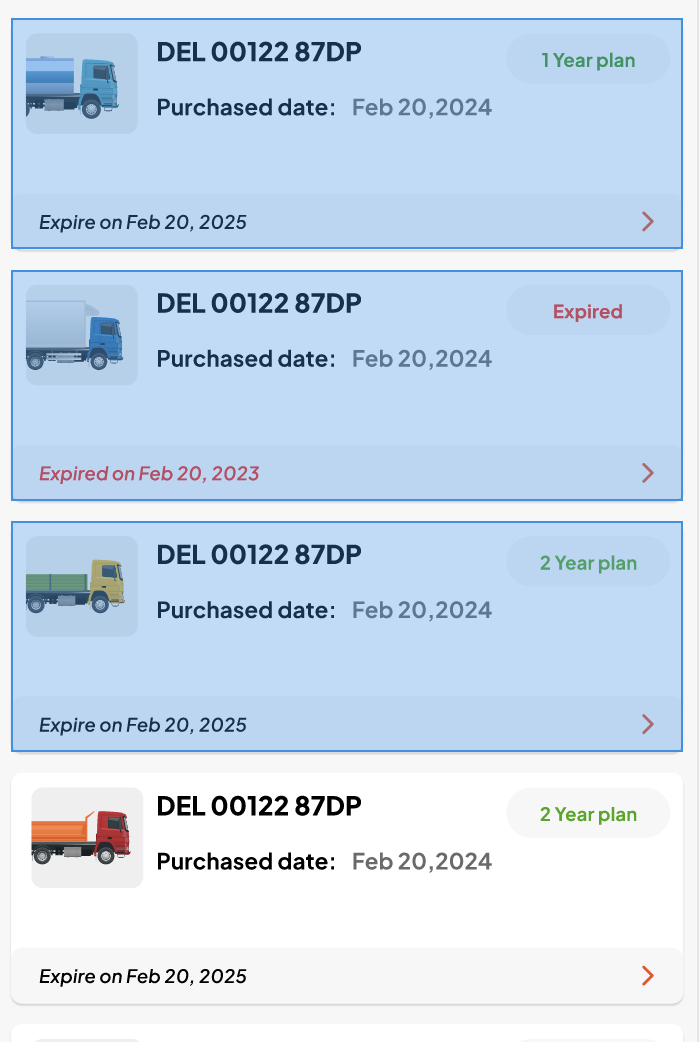 DEL 00122 87DP
1 Year plan
Purchased date: Feb 20,2024
Expire on Feb 20, 2025
DEL 00122 87DP
Expired
Purchased date: Feb 20,2024
Expired on Feb 20, 2023
DEL 00122 87DP
2 Year plan
Purchased date: Feb 20,2024
Expire on Feb 20, 2025
DEL 00122 87DP
2 Year plan
Purchased date: Feb 20,2024
Expire on Feb 20, 2025